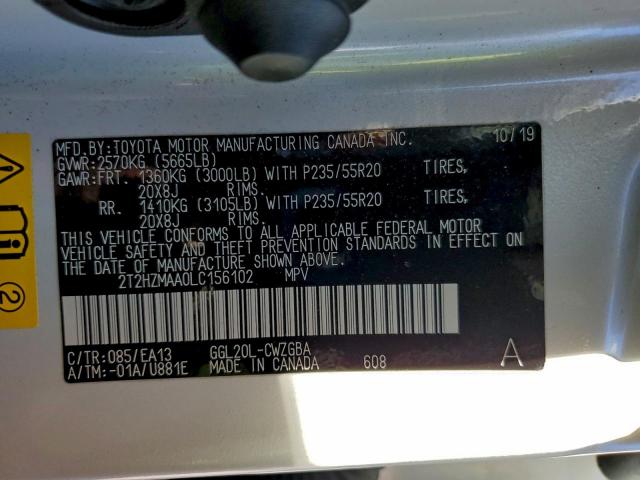 MFD.BY:TOYOTA MOTOR MANUFACTURING CANADA INC. 10/19
GVWR:2570KG (5665LB)
GAWR:FRT. 1360KG (3000LB) WITH P235/55R20 TIRES,
20X8J RIMS.
RR. 1410KG (3105LB) WITH P235/55R20 TIRES,
20X8J RIMS.
THIS VEHICLE CONFORMS TO ALL APPLICABLE FEDERAL MOTOR
VEHICLE SAFETY AND THEFT PREVENTION STANDARDS IN EFFECT ON
THE DATE OF MANUFACTURE SHOWN ABOVE.
2T2HZMAA0LC156102 MPV
C/TR:085/EA13 GGL20L-CWZGBA
A/TM:-01A/U881E MADE IN CANADA 608 A
2